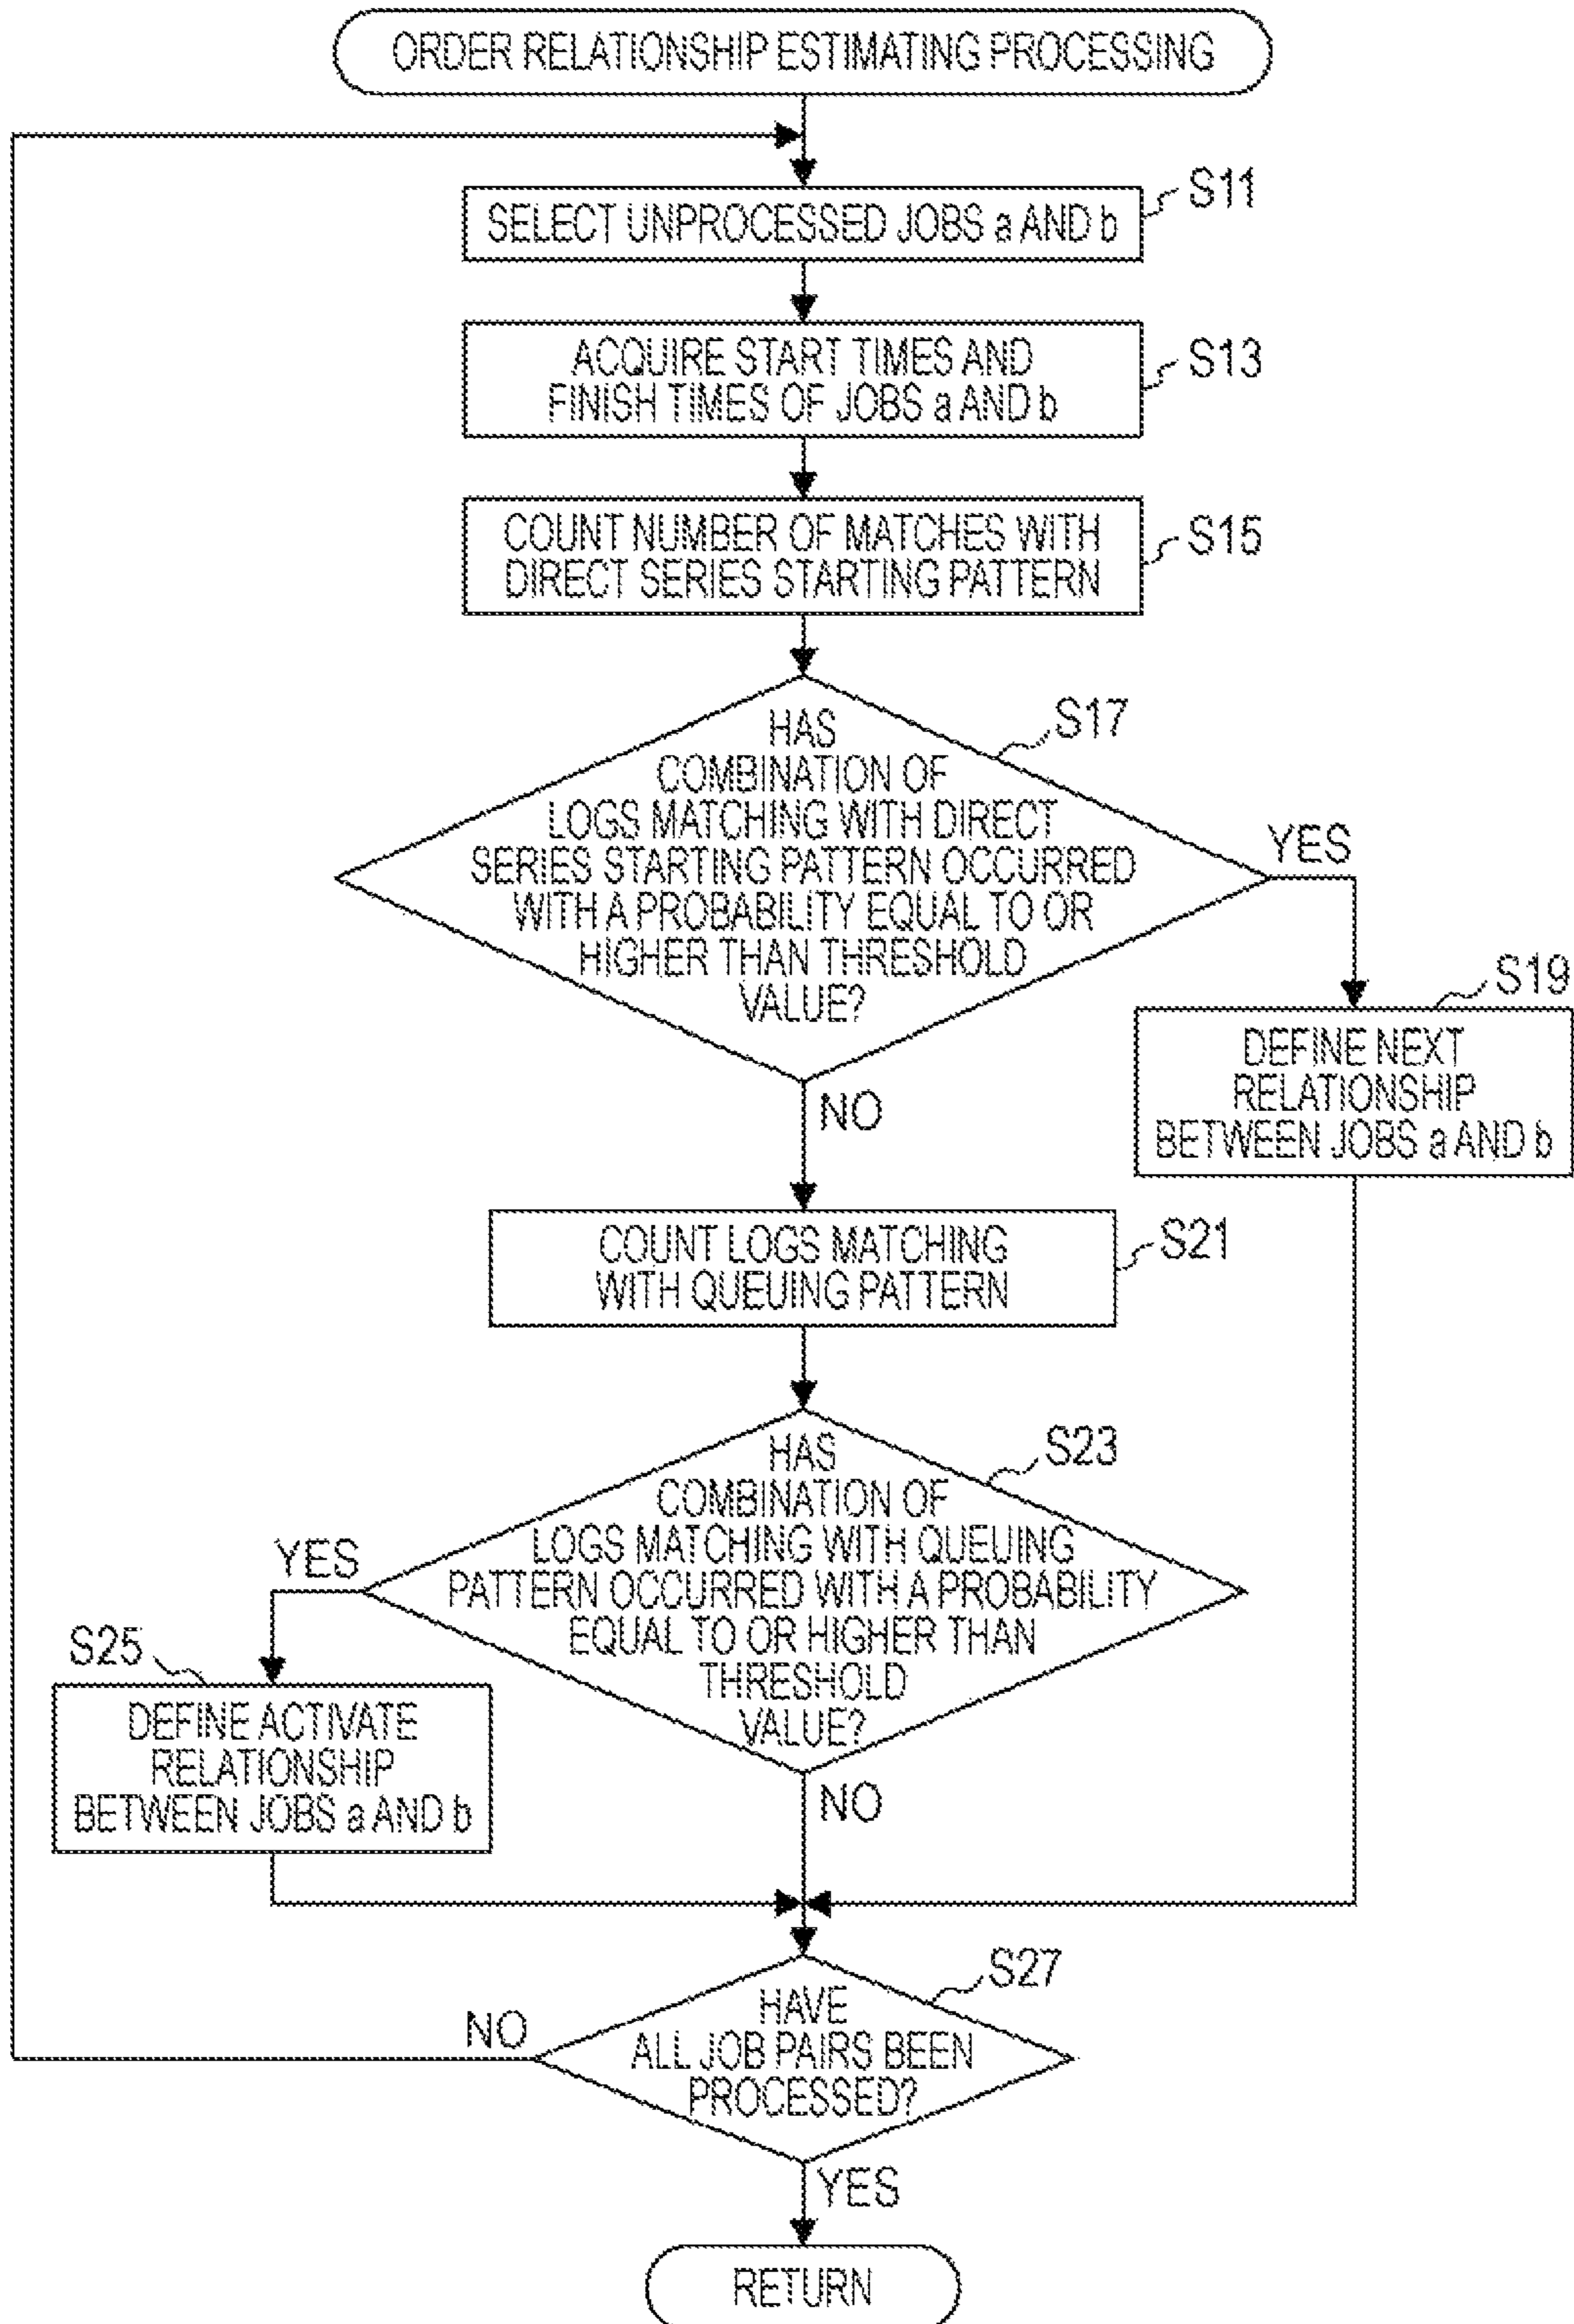 ORDER RELATIONSHIP ESTIMATING PROCESSING
S11
SELECT UNPROCESSED JOBS a AND b
S13
ACQUIRE START TIMES AND
FINISH TIMES OF JOBS a AND b
S15
COUNT NUMBER OF MATCHES WITH
DIRECT SERIES STARTING PATTERN
S17
HAS
COMBINATION OF
LOGS MATCHING WITH DIRECT
SERIES STARTING PATTERN OCCURRED
WITH A PROBABILITY EQUAL TO OR
HIGHER THAN THRESHOLD
VALUE?
YES
S19
DEFINE NEXT
RELATIONSHIP
BETWEEN JOBS a AND b
NO
S21
COUNT LOGS MATCHING
WITH QUEUING PATTERN
S23
HAS
COMBINATION OF
LOGS MATCHING WITH QUEUING
PATTERN OCCURRED WITH A PROBABILITY
EQUAL TO OR HIGHER THAN
THRESHOLD
VALUE?
YES
S25
DEFINE ACTIVATE
RELATIONSHIP
BETWEEN JOBS a AND b
NO
S27
HAVE
ALL JOB PAIRS BEEN
PROCESSED?
NO
YES
RETURN